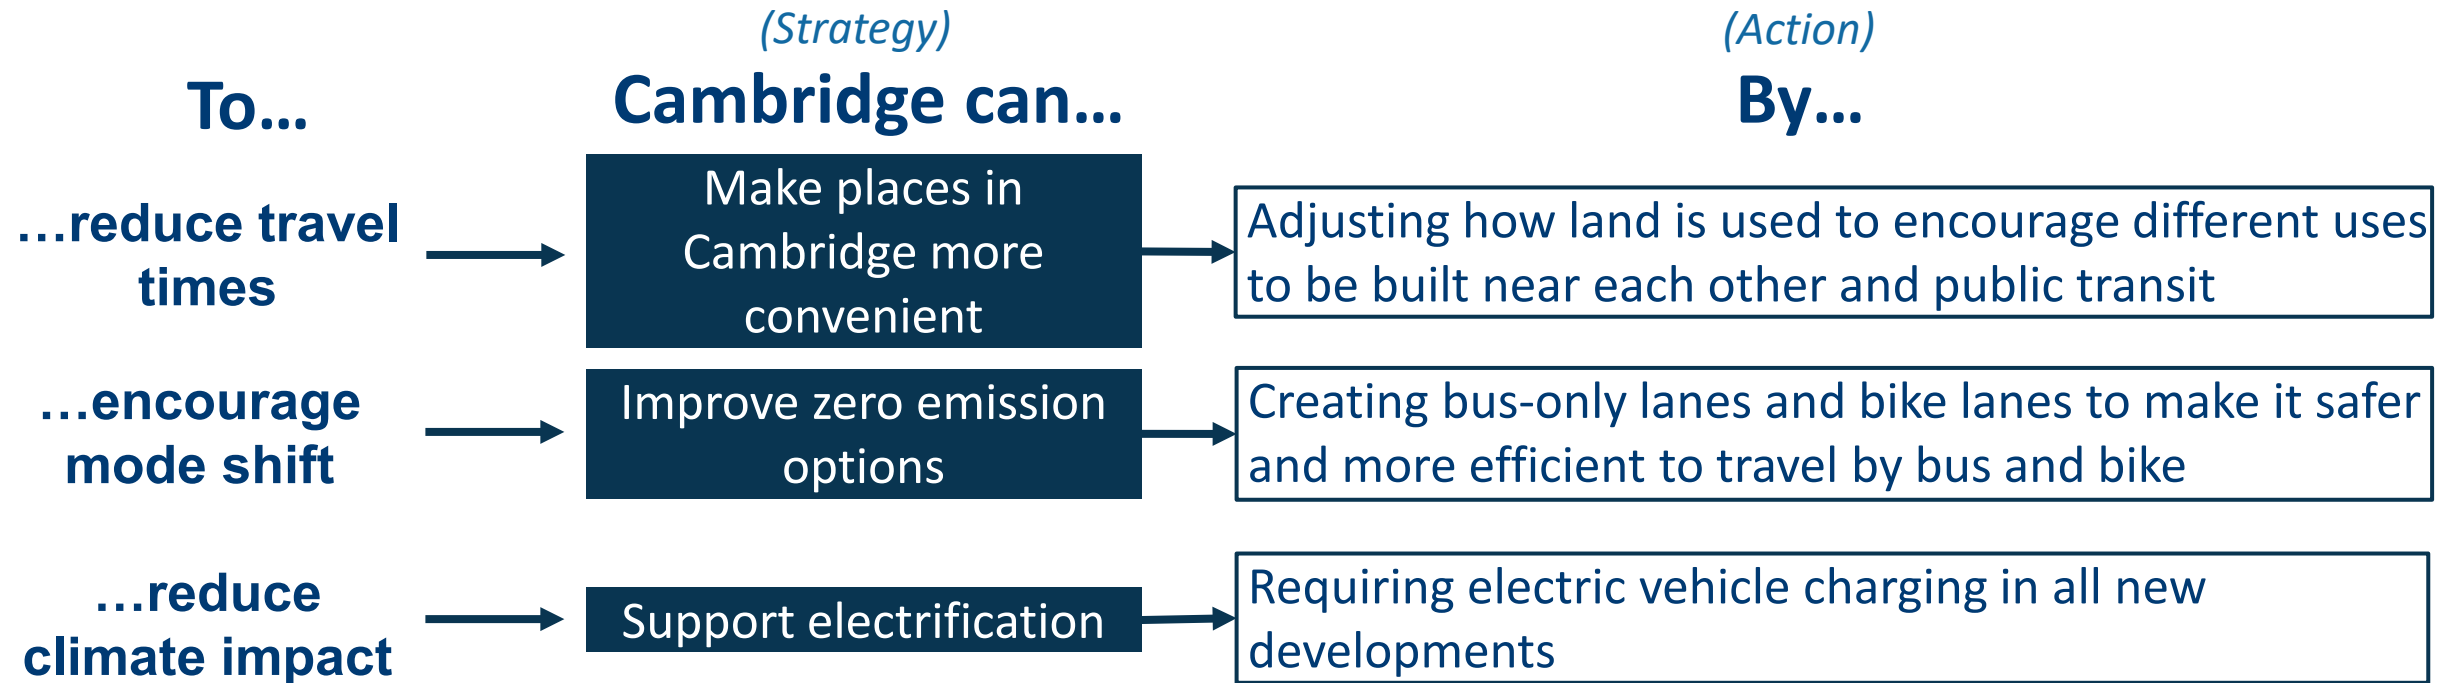 (Strategy)
(Action)
To...
Cambridge can...
By...
...reduce travel
times
Make places in
Cambridge more
convenient
Adjusting how land is used to encourage different uses
to be built near each other and public transit
...encourage
mode shift
Improve zero emission
options
Creating bus-only lanes and bike lanes to make it safer
and more efficient to travel by bus and bike
...reduce
climate impact
Support electrification
Requiring electric vehicle charging in all new
developments